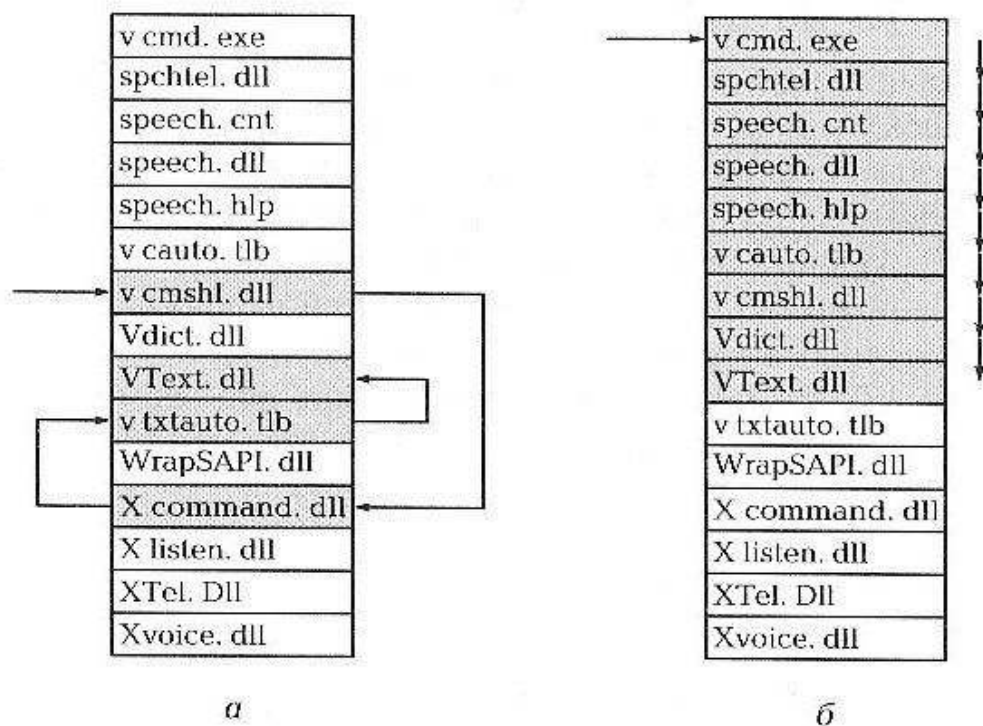 v cmd. exe
spchtel. dll
speech. cnt
speech. dll
speech. hlp
v cauto. tlb
v cmshl. dll
Vdict. dll
VText. dll
v txtauto. tlb
WrapSAPI. dll
X command. dll
X listen. dll
XTel. Dll
Xvoice. dll
а
v cmd. exe
spchtel. dll
speech. cnt
speech. dll
speech. hlp
v cauto. tlb
v cmshl. dll
Vdict. dll
VText. dll
v txtauto. tlb
WrapSAPI. dll
X command. dll
X listen. dll
XTel. Dll
Xvoice. dll
б